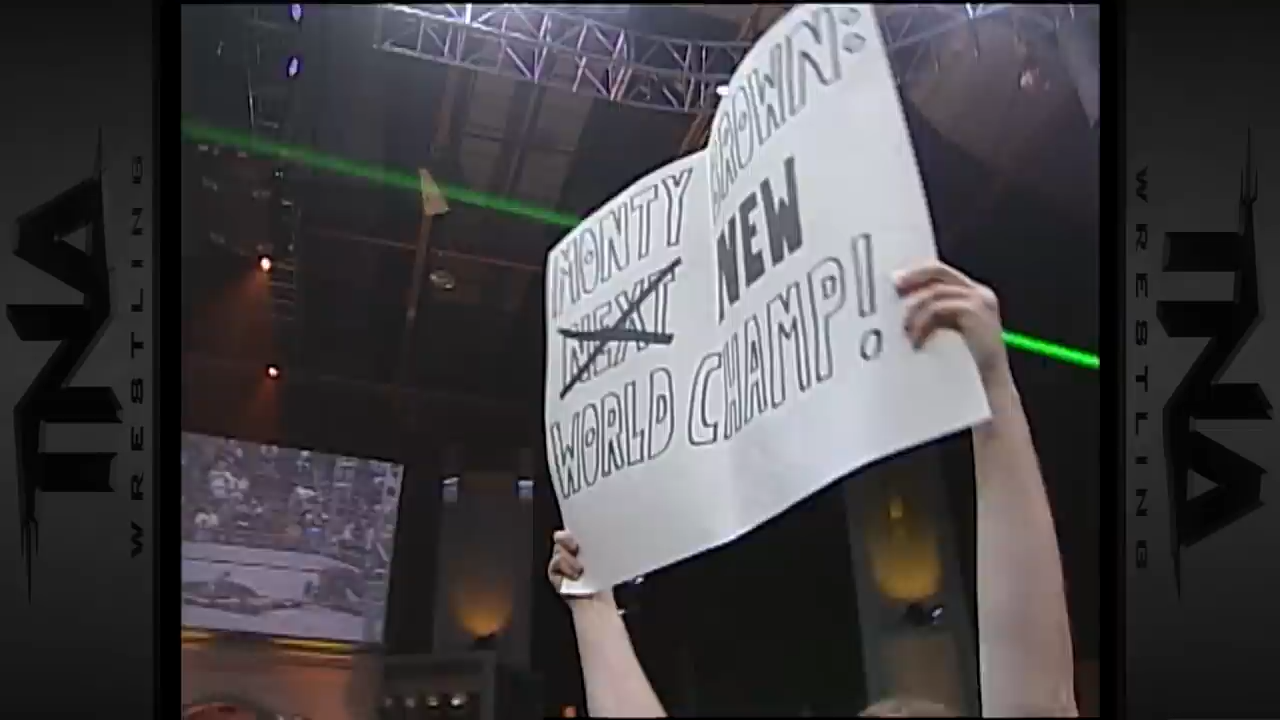 MONTY BROWN:
NEXT NEW
WORLD CHAMP!
TNA
WRESTLING
TNA
WRESTLING